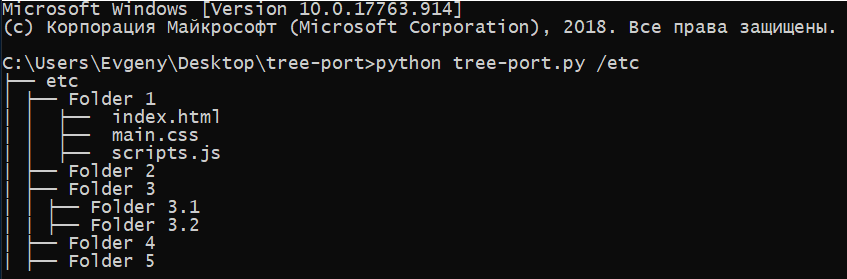 Microsoft Windows [Version 10.0.17763.914]
(c) Корпорация Майкрософт (Microsoft Corporation), 2018. Все права защищены.
C:\Users\Evgeny\Desktop\tree-port>python tree-port.py /etc
├── etc
│ ├── Folder 1
│ │  ├──  index.html
│ │  ├──  main.css
│ │  ├──  scripts.js
│ ├── Folder 2
│ ├── Folder 3
│ │ ├── Folder 3.1
│ │ ├── Folder 3.2
│ ├── Folder 4
│ ├── Folder 5